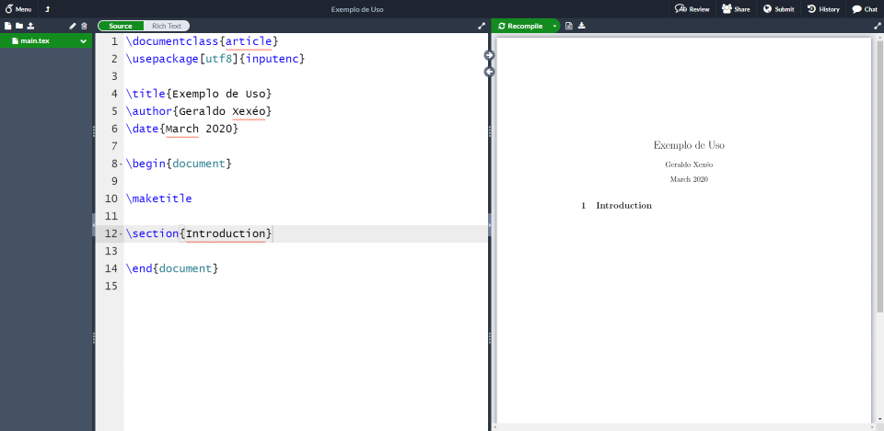 Menu
Exemplo de Uso
Review
Share
Submit
History
Chat
Source
Rich Text
Recompile
main.tex
1 \documentclass{article}
2 \usepackage[utf8]{inputenc}
3
4 \title{Exemplo de Uso}
5 \author{Geraldo Xexéo}
6 \date{March 2020}
7
8 \begin{document}
9
10 \maketitle
11
12 \section{Introduction}
13
14 \end{document}
15
Exemplo de Uso
Geraldo Xexéo
March 2020
1 Introduction